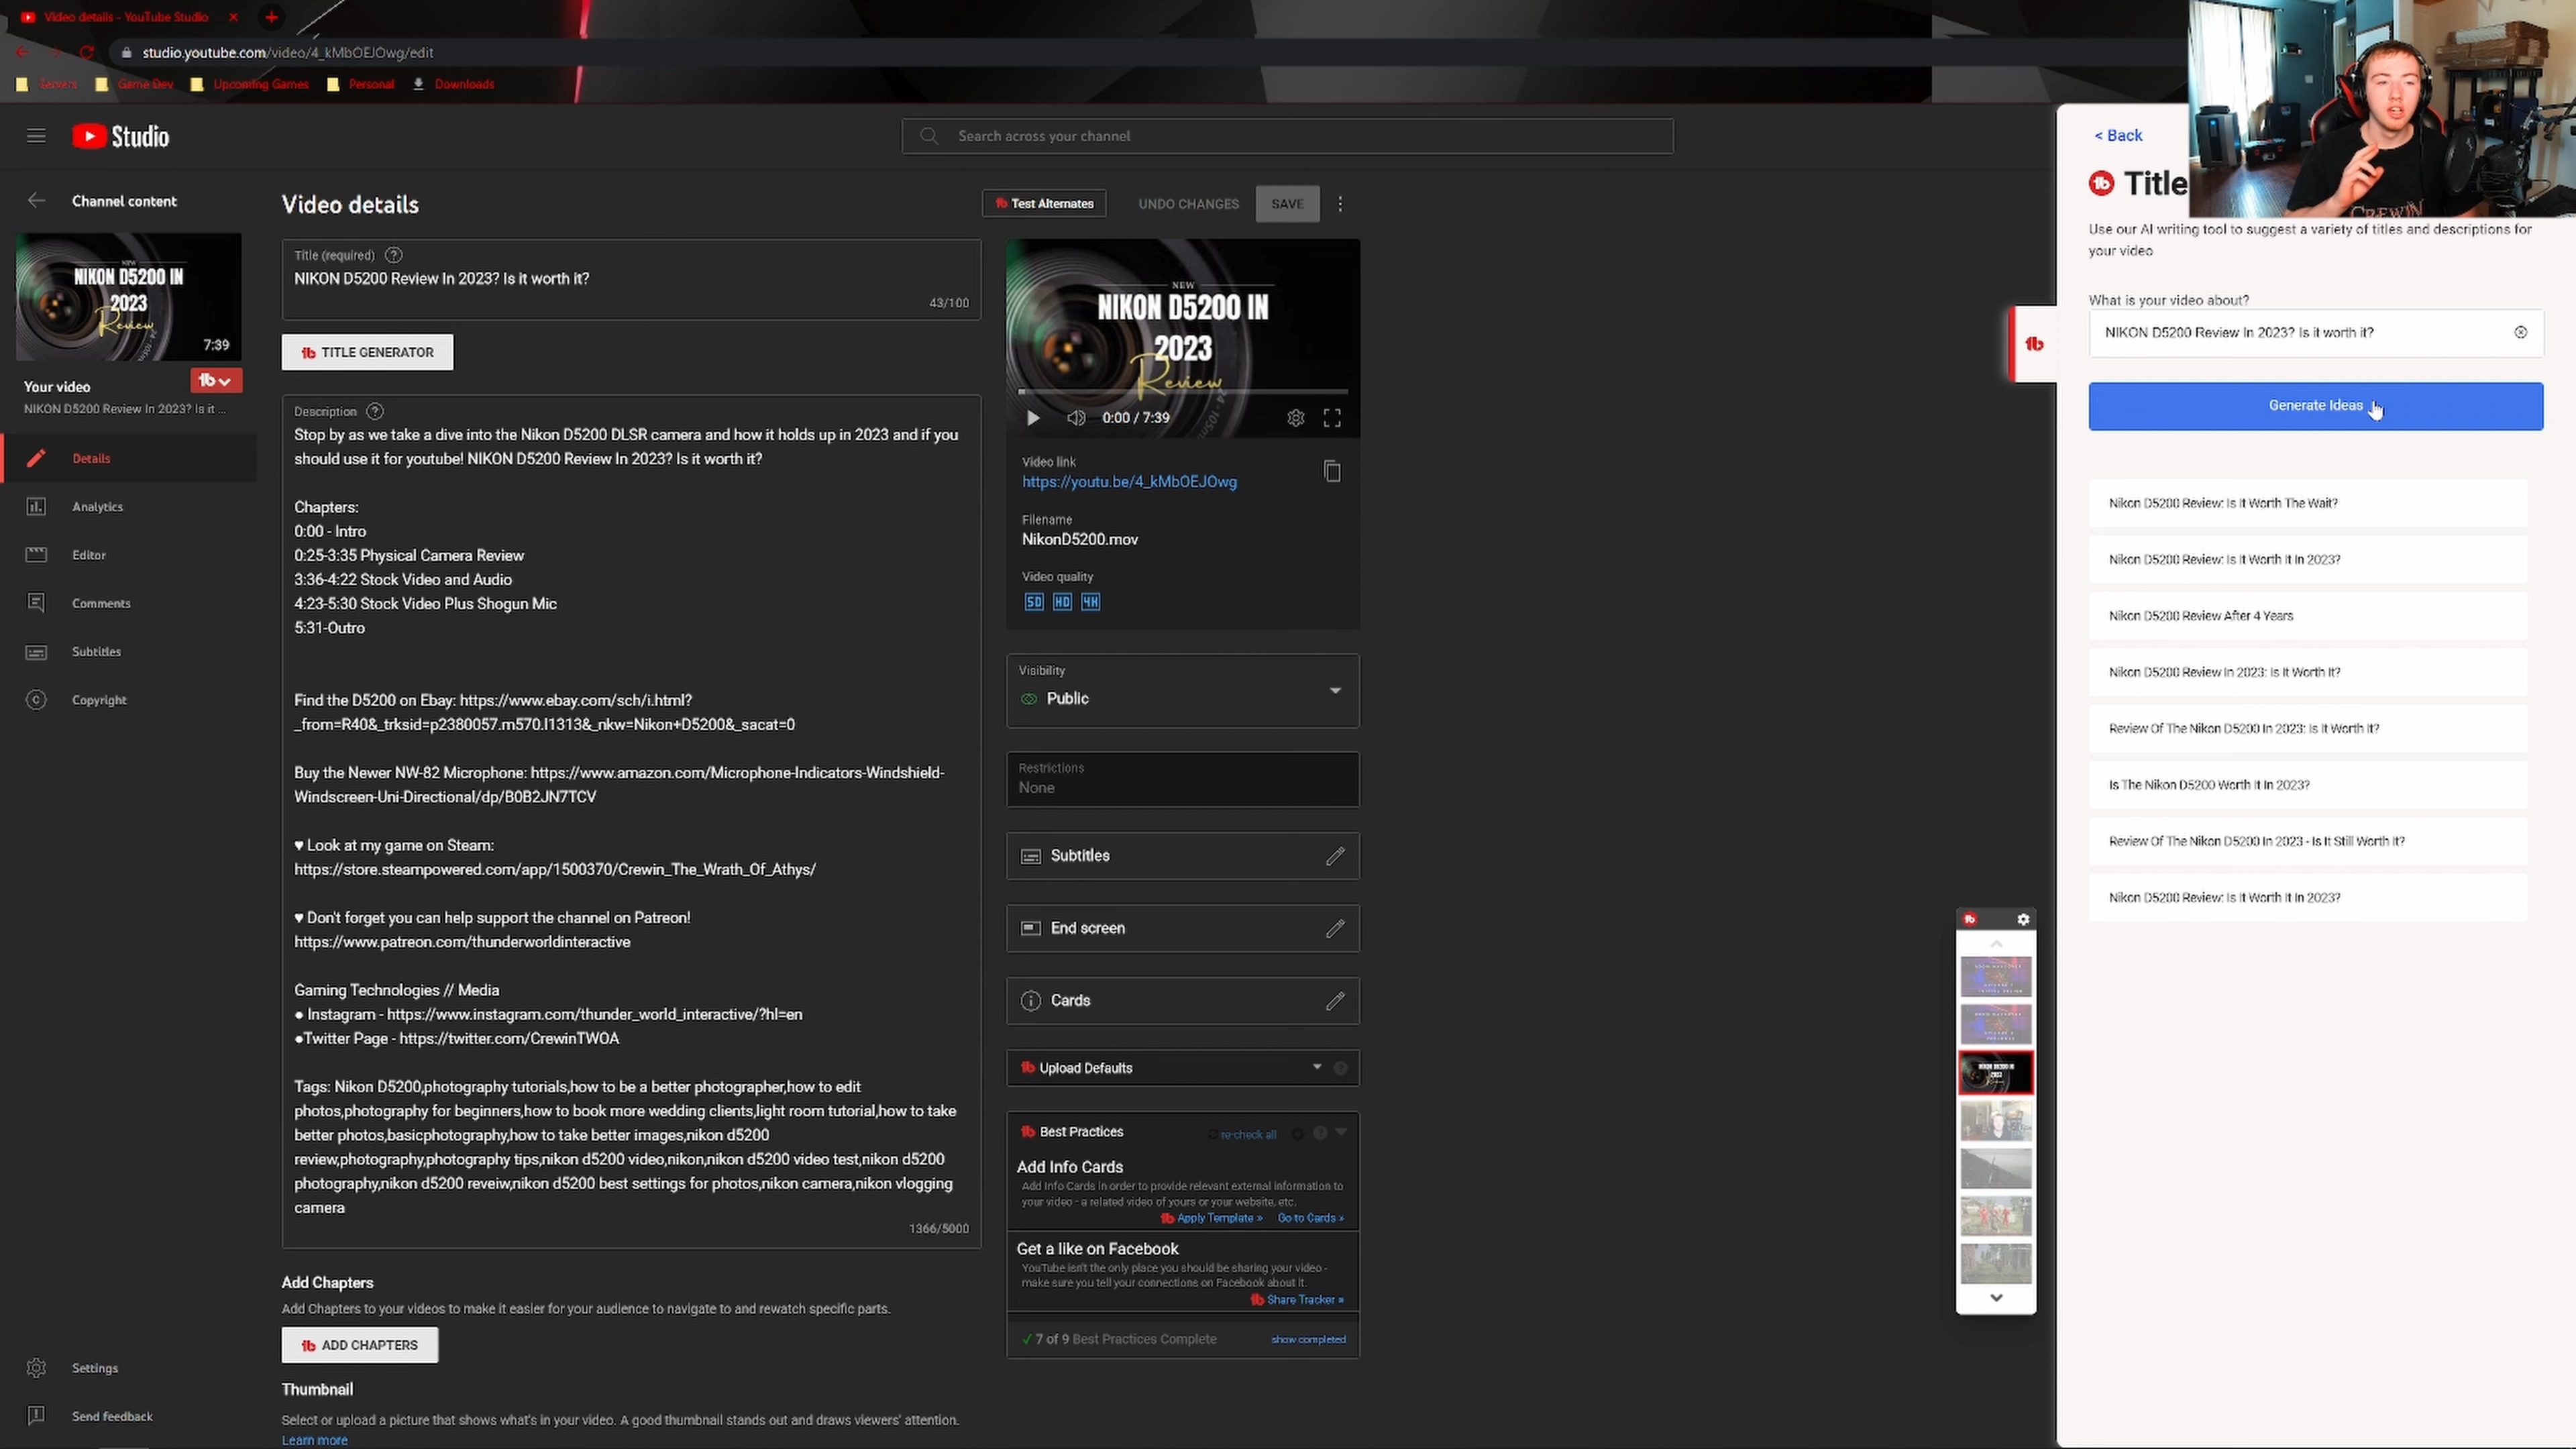 Video details - YouTube Studio
studio.youtube.com/video/4_kMbOEJOwg/edit
Servers
Game Dev
Upcoming Games
Personal
Downloads
Studio
Search across your channel
Channel content
NEW
NIKON D5200 IN
2023
Review
7:39
Your video
NIKON D5200 Review In 2023? Is it ...
Details
Analytics
Editor
Comments
Subtitles
Copyright
Settings
Send feedback
Video details
Test Alternates
UNDO CHANGES
SAVE
Title (required)
NIKON D5200 Review In 2023? Is it worth it?
43/100
TITLE GENERATOR
Description
Stop by as we take a dive into the Nikon D5200 DLSR camera and how it holds up in 2023 and if you
should use it for youtube! NIKON D5200 Review In 2023? Is it worth it?
Chapters:
0:00 - Intro
0:25-3:35 Physical Camera Review
3:36-4:22 Stock Video and Audio
4:23-5:30 Stock Video Plus Shogun Mic
5:31-Outro
Find the D5200 on Ebay: https://www.ebay.com/sch/i.html?
_from=R40&_trksid=p2380057.m570.l1313&_nkw=Nikon+D5200&_sacat=0
Buy the Newer NW-82 Microphone: https://www.amazon.com/Microphone-Indicators-Windshield-
Windscreen-Uni-Directional/dp/B0B2JN7TCV
♥ Look at my game on Steam:
https://store.steampowered.com/app/1500370/Crewin_The_Wrath_Of_Athys/
♥ Don't forget you can help support the channel on Patreon!
https://www.patreon.com/thunderworldinteractive
Gaming Technologies // Media
● Instagram - https://www.instagram.com/thunder_world_interactive/?hl=en
●Twitter Page - https://twitter.com/CrewinTWOA
Tags: Nikon D5200,photography tutorials,how to be a better photographer,how to edit
photos,photography for beginners,how to book more wedding clients,light room tutorial,how to take
better photos,basicphotography,how to take better images,nikon d5200
review,photography,photography tips,nikon d5200 video,nikon,nikon d5200 video test,nikon d5200
photography,nikon d5200 reveiw,nikon d5200 best settings for photos,nikon camera,nikon vlogging
camera
1366/5000
Add Chapters
Add Chapters to your videos to make it easier for your audience to navigate to and rewatch specific parts.
ADD CHAPTERS
Thumbnail
Select or upload a picture that shows what's in your video. A good thumbnail stands out and draws viewers' attention.
Learn more
NEW
NIKON D5200 IN
2023
Review
24-105m
0:00 / 7:39
Video link
https://youtu.be/4_kMbOEJOwg
Filename
NikonD5200.mov
Video quality
SD HD 4K
Visibility
Public
Restrictions
None
Subtitles
End screen
Cards
Upload Defaults
Best Practices
re-check all
Add Info Cards
Add Info Cards in order to provide relevant external information to
your video - a related video of yours or your website, etc.
Apply Template » Go to Cards »
Get a like on Facebook
YouTube isn't the only place you should be sharing your video -
make sure you tell your connections on Facebook about it.
Share Tracker »
7 of 9 Best Practices Complete
show completed
< Back
Title
Use our AI writing tool to suggest a variety of titles and descriptions for
your video
What is your video about?
NIKON D5200 Review In 2023? Is it worth it?
Generate Ideas
Nikon D5200 Review: Is It Worth The Wait?
Nikon D5200 Review: Is It Worth It In 2023?
Nikon D5200 Review After 4 Years
Nikon D5200 Review In 2023: Is It Worth It?
Review Of The Nikon D5200 In 2023: Is It Worth It?
Is The Nikon D5200 Worth It In 2023?
Review Of The Nikon D5200 In 2023 - Is It Still Worth It?
Nikon D5200 Review: Is It Worth It In 2023?
CREWIN